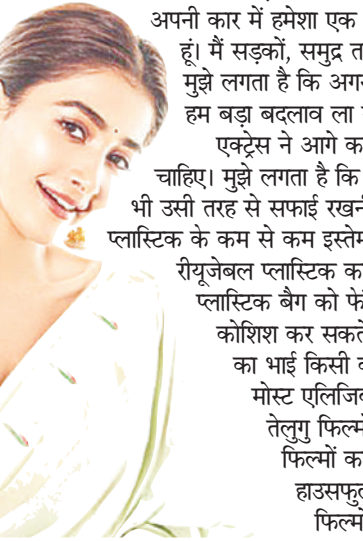 अपनी कार में हमेशा एक
हूं। मैं सड़कों, समुद्र त
मुझे लगता है कि अग
हम बड़ा बदलाव ला
एक्ट्रेस ने आगे क
चाहिए। मुझे लगता है कि
भी उसी तरह से सफाई रखन
प्लास्टिक के कम से कम इस्तेम
रीयूजेबल प्लास्टिक क
प्लास्टिक बैग को फें
कोशिश कर सकते
का भाई किसी
मोस्ट एलिजि
तेलुगु फिल्मो
फिल्मों क
हाउसफुल
फिल्म